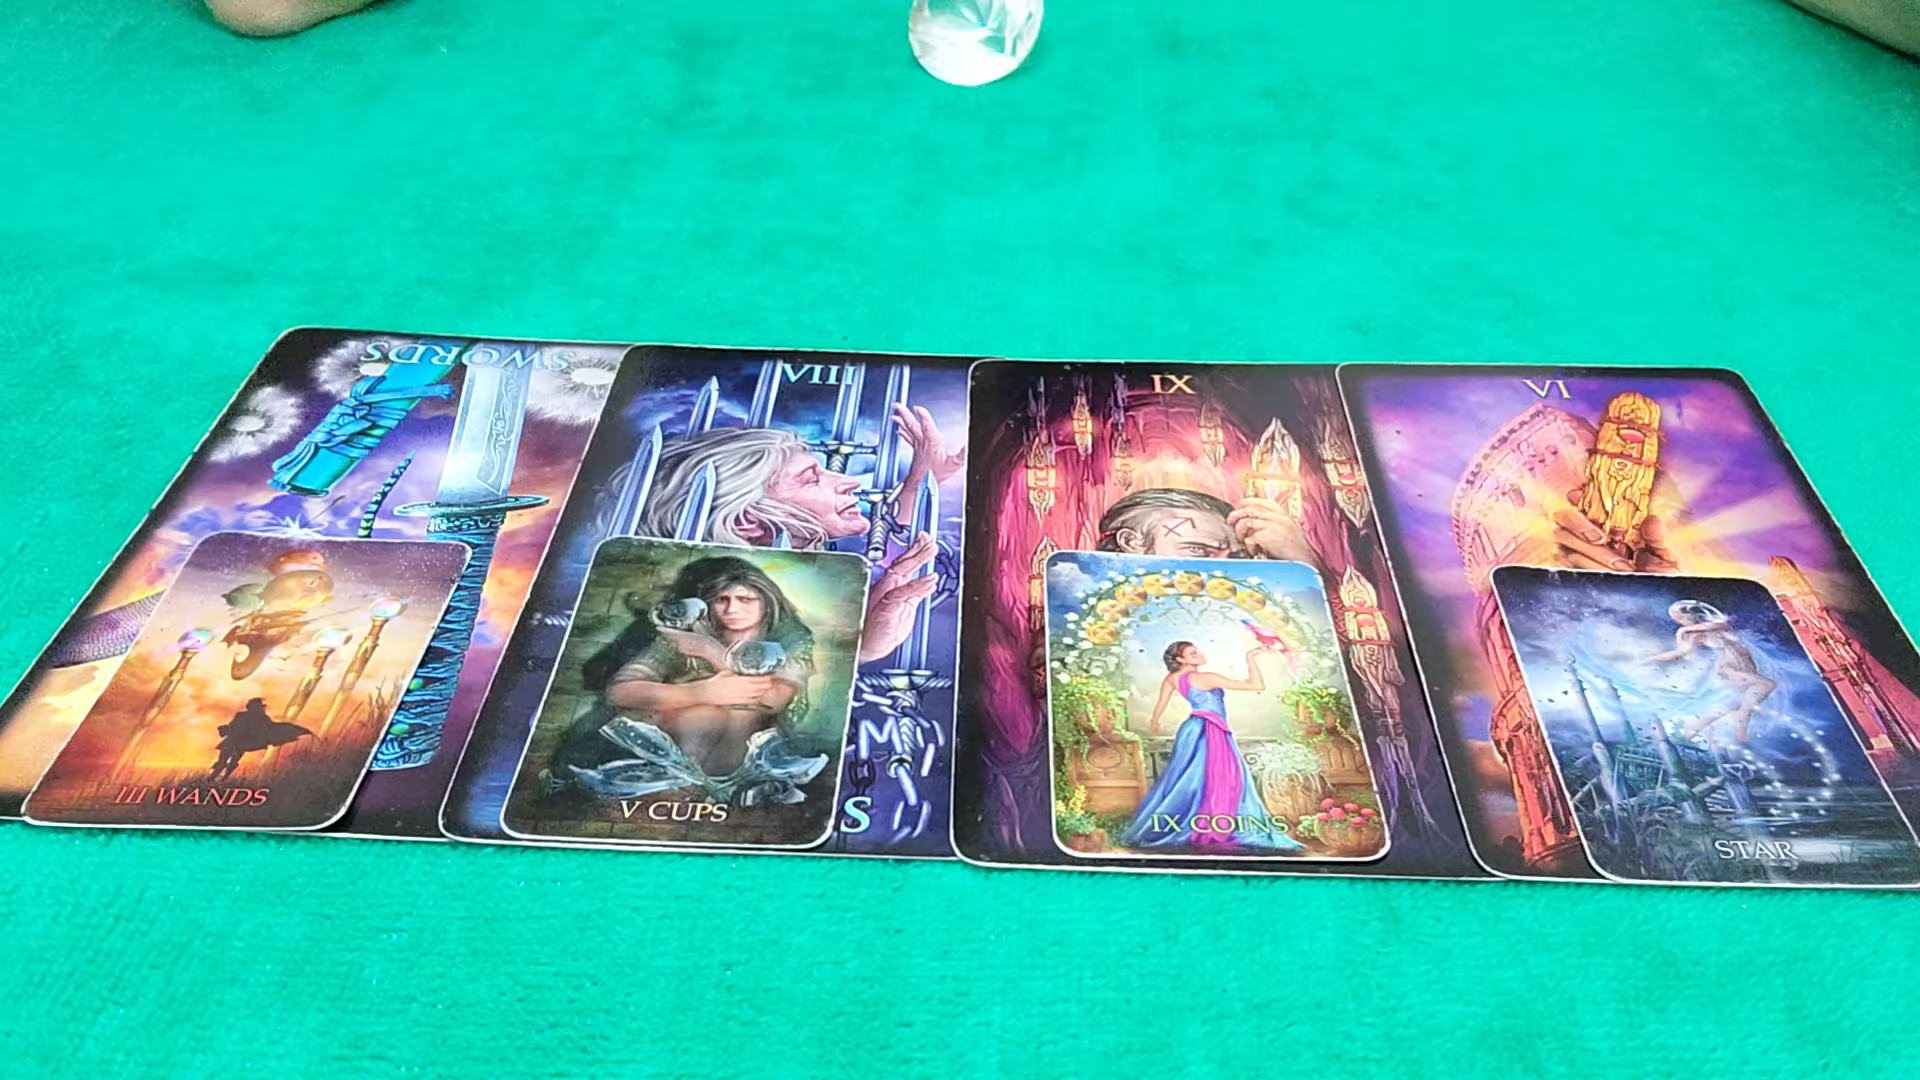 SWORDS
VIII
IX
VI
III WANDS
V CUPS
S
IX COINS
STAR